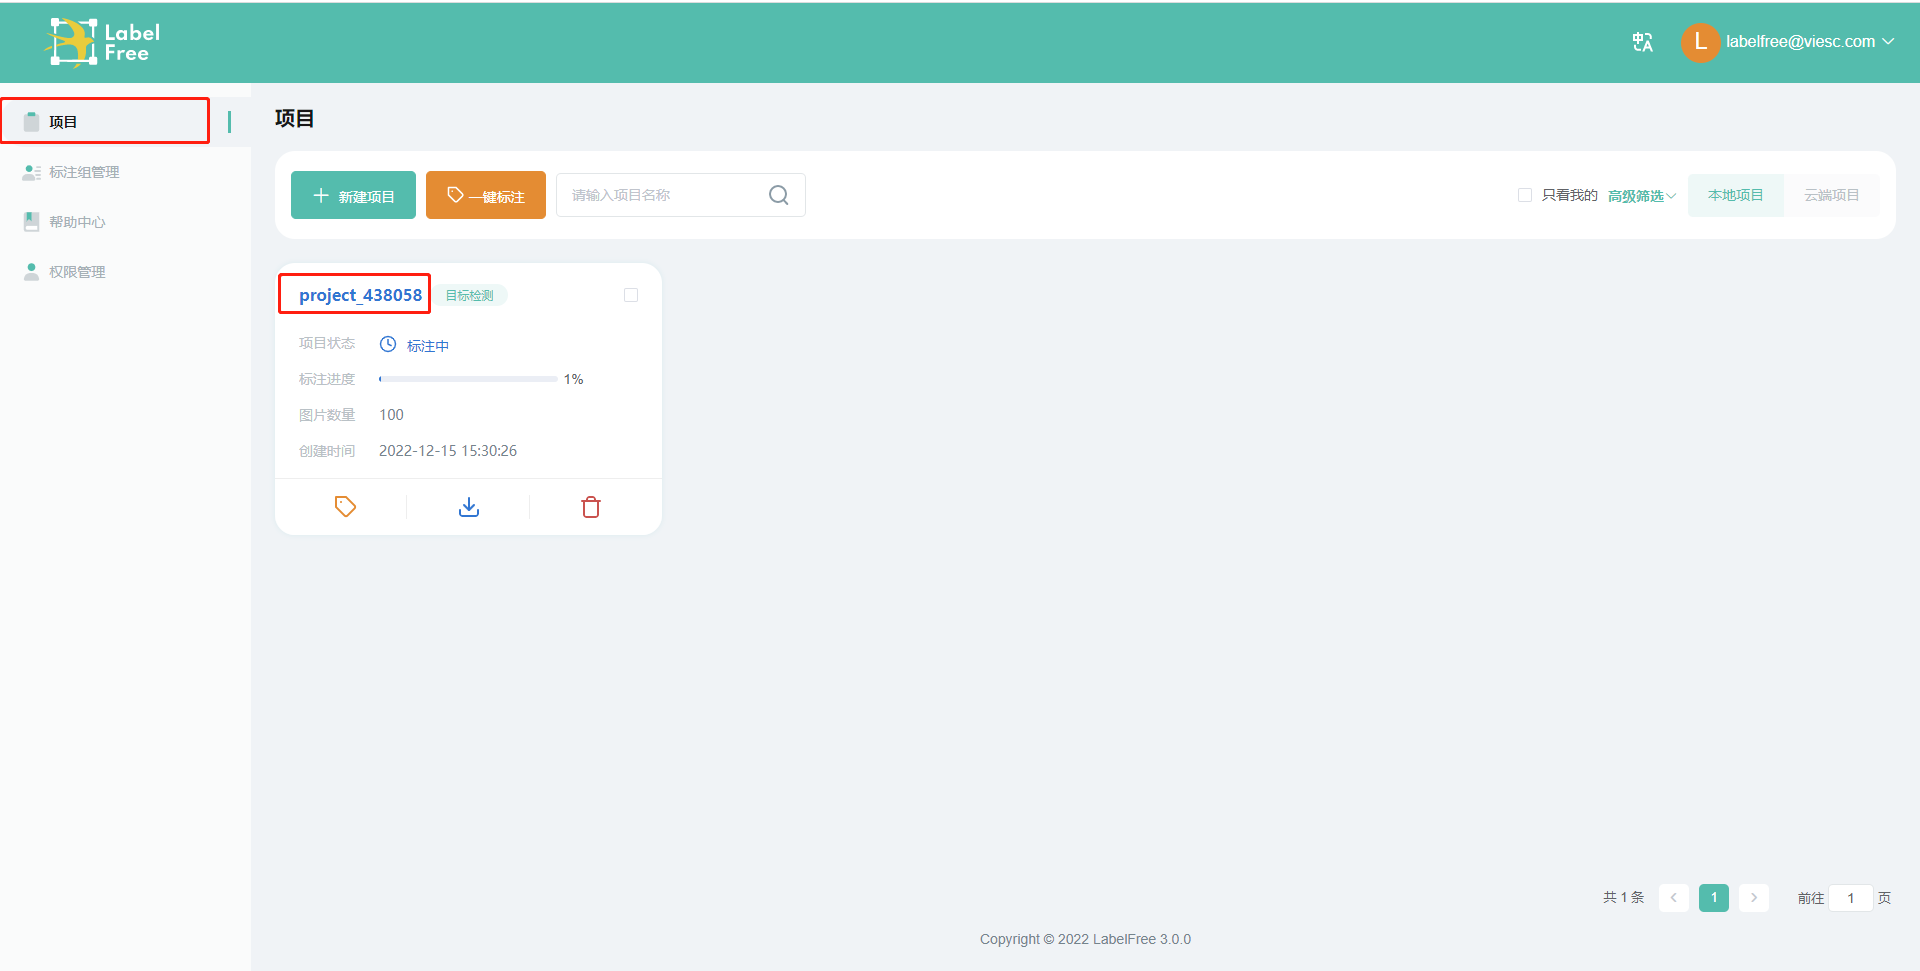 Label
Free
中A
L labelfree@viesc.com
项目
标注组管理
帮助中心
权限管理
项目
新建项目
一键标注
请输入项目名称
只看我的
高级筛选
本地项目
云端项目
project_438058
目标检测
项目状态 标注中
标注进度 1%
图片数量 100
创建时间 2022-12-15 15:30:26
共 1 条
1
前往 1 页
Copyright © 2022 LabelFree 3.0.0